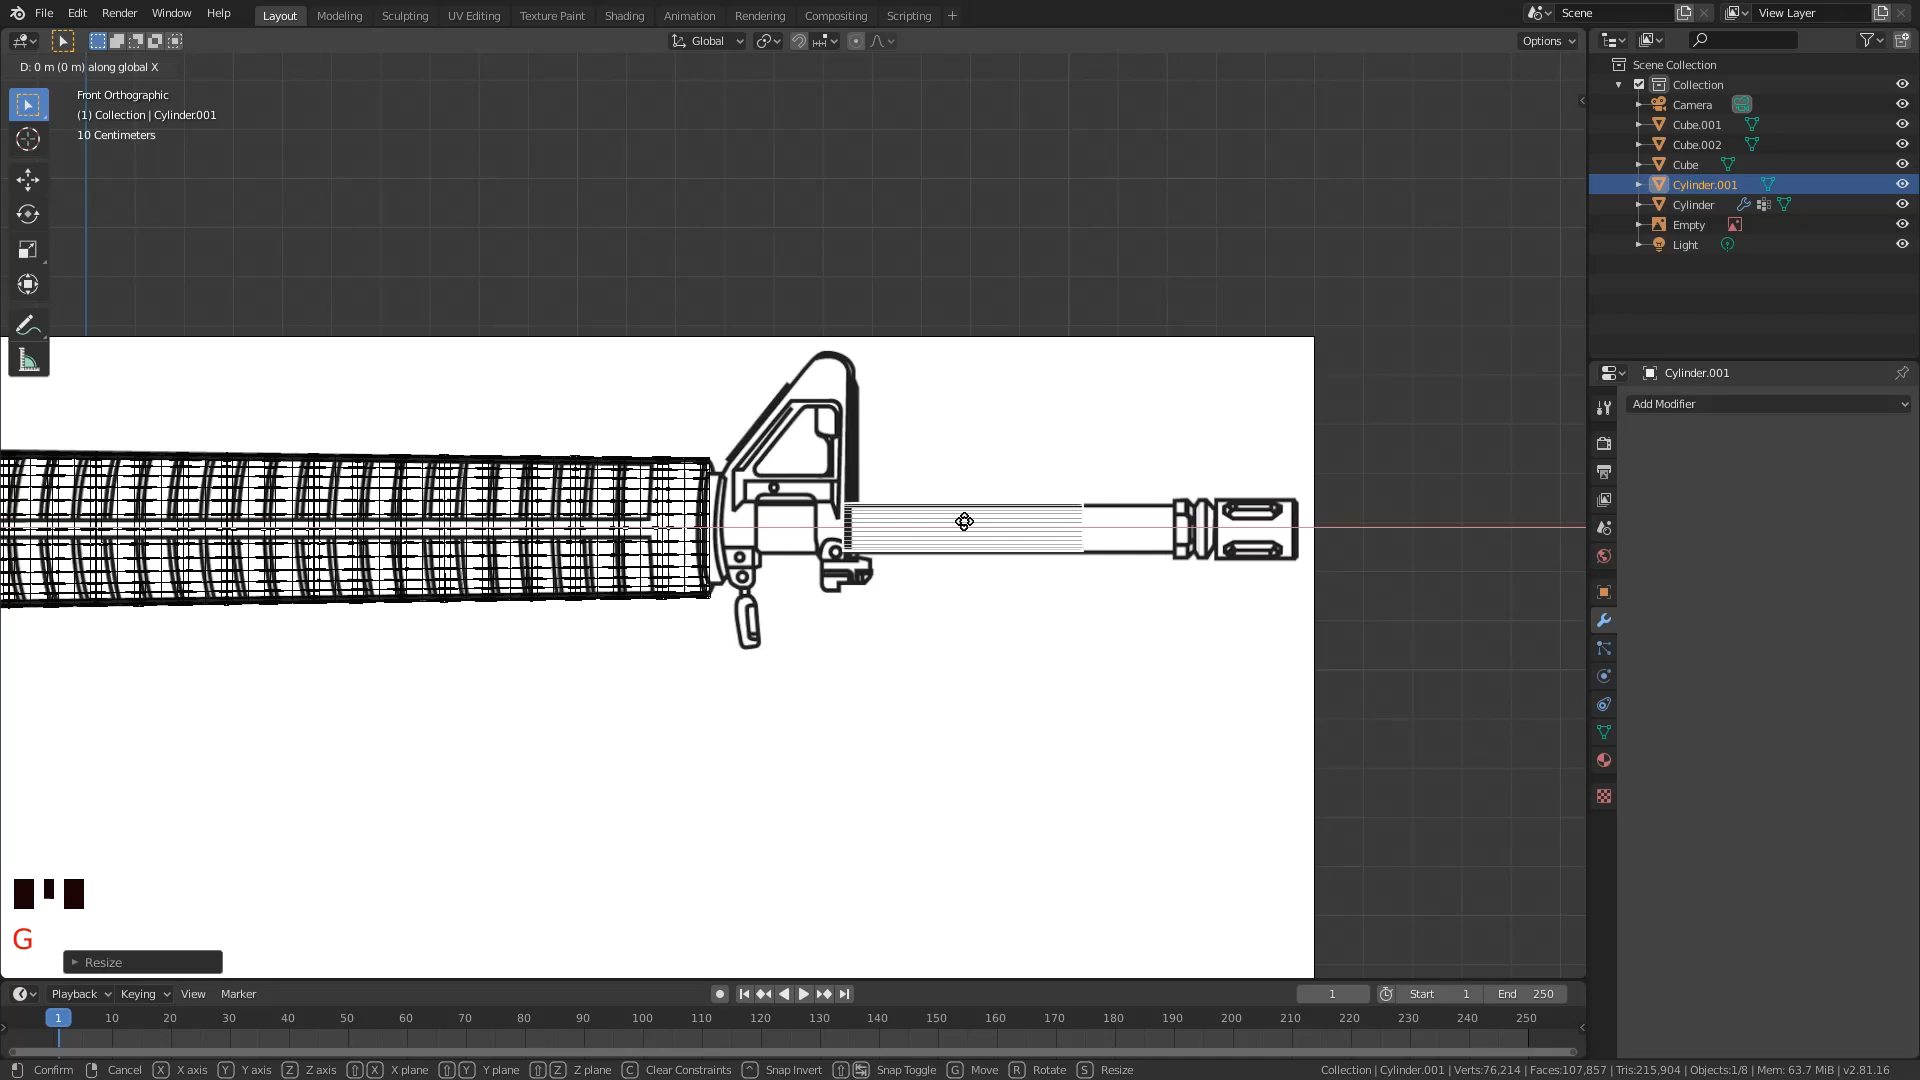 File Edit Render Window Help Layout Modeling Sculpting UV Editing Texture Paint Shading Animation Rendering Compositing Scripting + Scene View Layer
Global Options
D: 0 m (0 m) along global X
Front Orthographic
(1) Collection | Cylinder.001
10 Centimeters
Scene Collection
Collection
Camera
Cube.001
Cube.002
Cube
Cylinder.001
Cylinder
Empty
Light
Cylinder.001
Add Modifier
G
Resize
Playback Keying View Marker 1 Start 1 End 250
1 10 20 30 40 50 60 70 80 90 100 110 120 130 140 150 160 170 180 190 200 210 220 230 240 250
Confirm Cancel X X axis Y Y axis Z Z axis X X plane Y Y plane Z Z plane C Clear Constraints ^ Snap Invert Snap Toggle G Move R Rotate S Resize Collection | Cylinder.001 | Verts:76,214 | Faces:107,857 | Tris:215,904 | Objects:1/8 | Mem: 63.7 MiB | v2.81.16